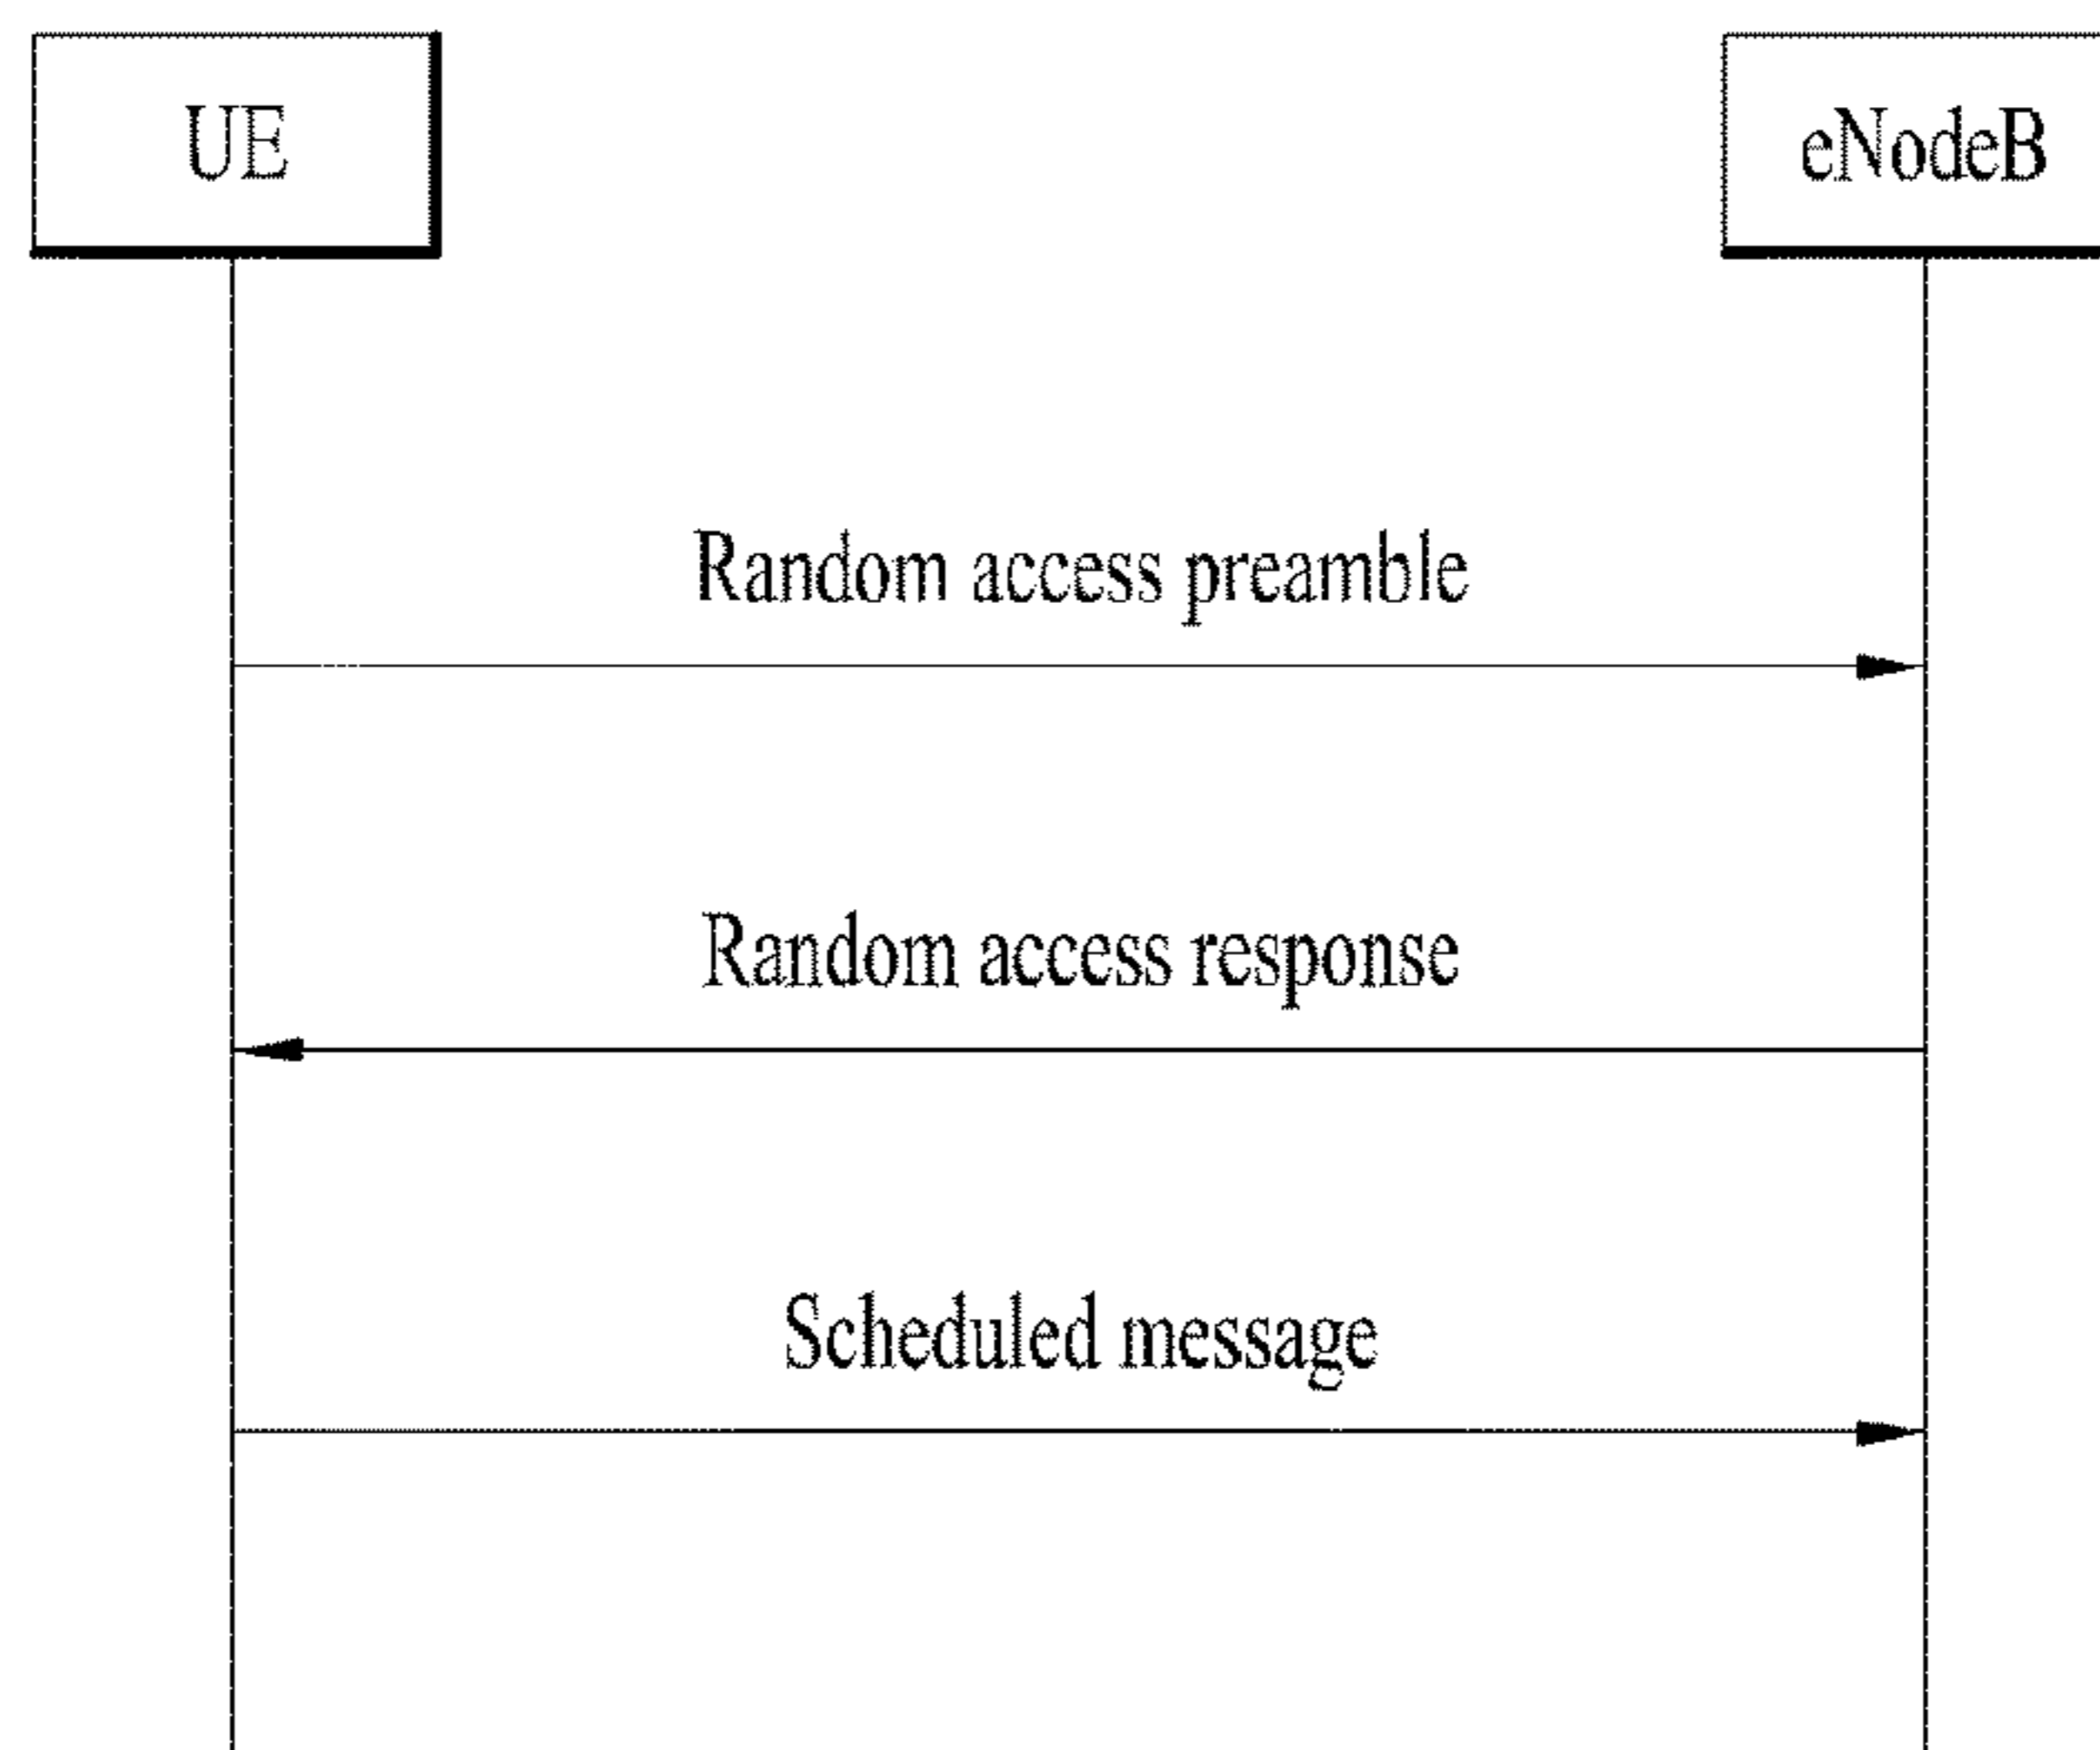 UE
eNodeB
Random access preamble
Random access response
Scheduled message